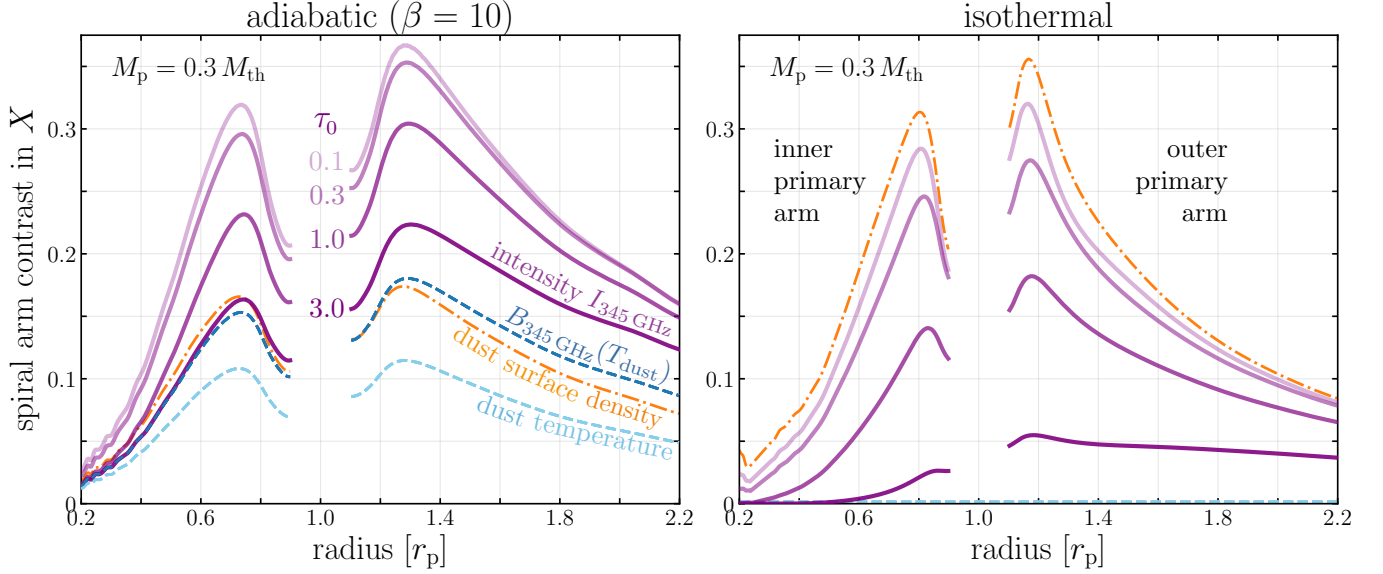 adiabatic (β = 10)
isothermal
spiral arm contrast in X
0.3
0.2
0.1
0
M_p = 0.3 M_th
τ_0
0.1
0.3
1.0
3.0
intensity I_345 GHz
B_345 GHz(T_dust)
dust surface density
dust temperature
0.2
0.6
1.0
1.4
1.8
2.2
radius [r_p]
0.3
0.2
0.1
0
M_p = 0.3 M_th
inner
primary
arm
outer
primary
arm
0.2
0.6
1.0
1.4
1.8
2.2
radius [r_p]